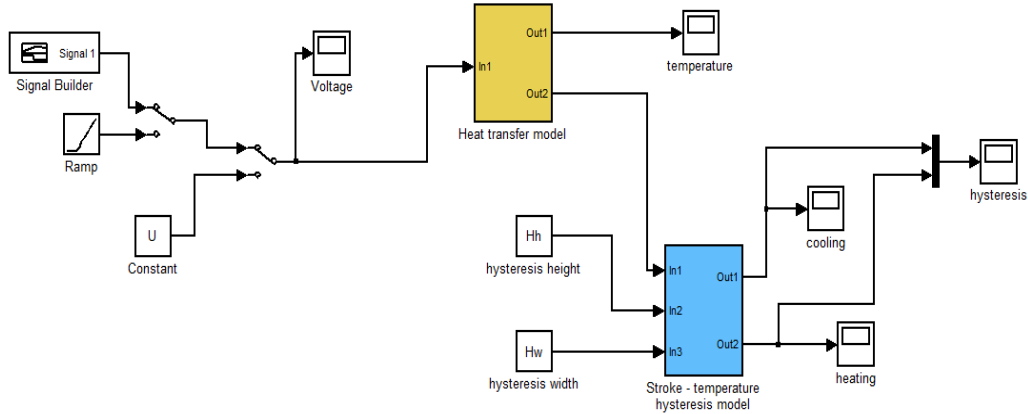 Signal 1
Signal Builder
Ramp
U
Constant
Voltage
In1
Out1
Out2
Heat transfer model
temperature
Hh
hysteresis height
Hw
hysteresis width
In1
In2
In3
Out1
Out2
Stroke - temperature
hysteresis model
cooling
heating
hysteresis